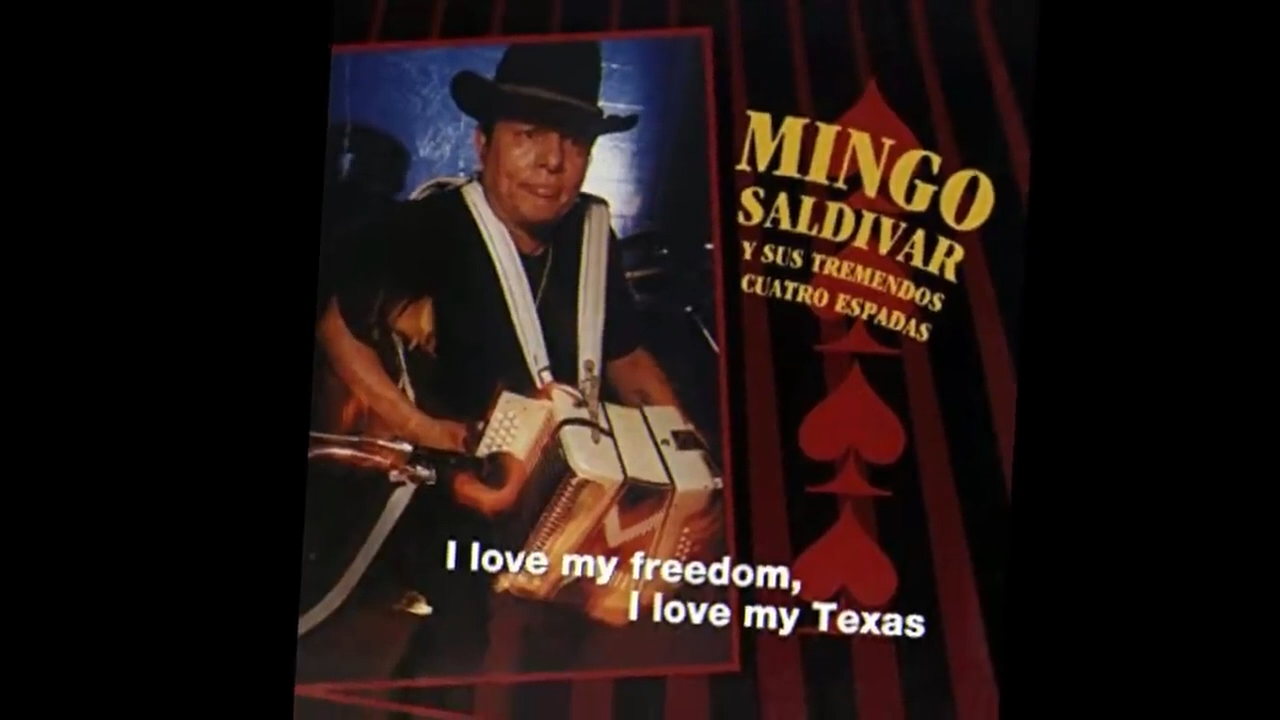 MINGO
SALDIVAR
Y SUS TREMENDOS
CUATRO ESPADAS
I love my freedom,
I love my Texas